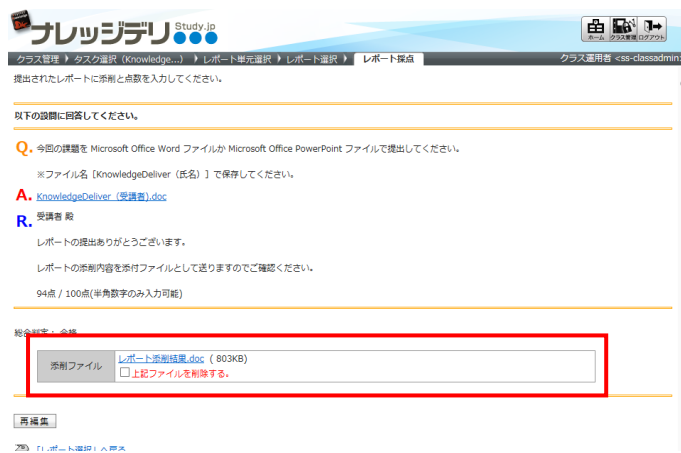 ナレッジデリ Study.jp
ホーム クラス管理 ログアウト
クラス管理 タスク選択（Knowledge...） レポート単元選択 レポート選択 レポート採点 クラス運用者 <ss-classadmin:
提出されたレポートに添削と点数を入力してください。
以下の設問に回答してください。
Q. 今回の課題を Microsoft Office Word ファイルか Microsoft Office PowerPoint ファイルで提出してください。
※ファイル名［KnowledgeDeliver（氏名）］で保存してください。
A. KnowledgeDeliver（受講者).doc
R. 受講者 殿
レポートの提出ありがとうございます。
レポートの添削内容を添付ファイルとして送りますのでご確認ください。
94点 / 100点(半角数字のみ入力可能)
総合判定： 合格
添削ファイル レポート添削結果.doc ( 803KB)
上記ファイルを削除する。
再編集
「レポート選択」へ戻る